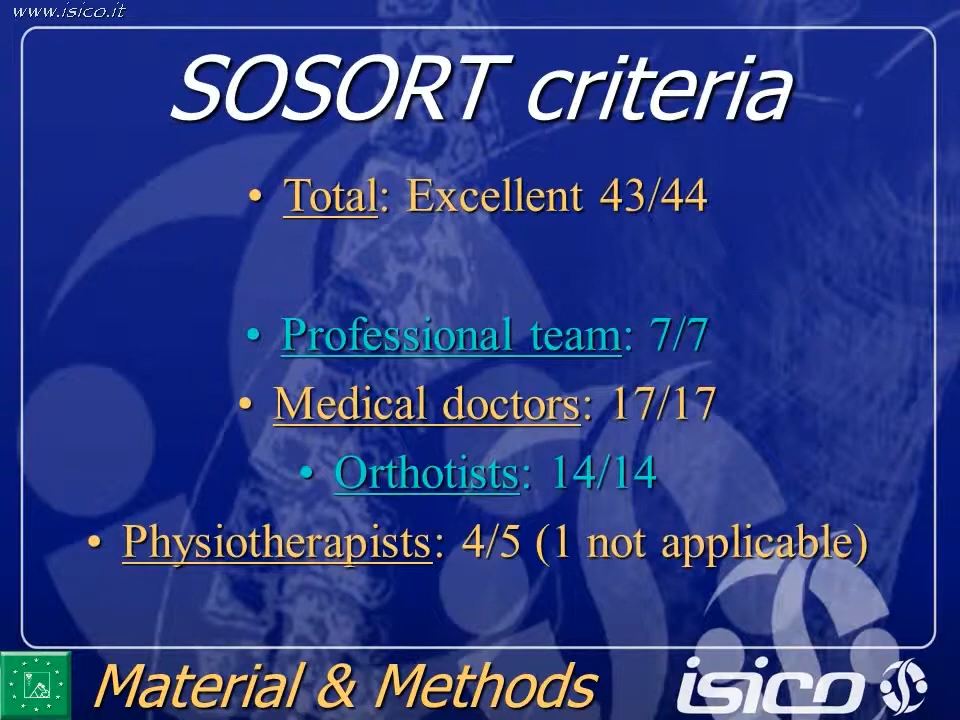 www.isico.it
SOSORT criteria
• Total: Excellent 43/44
• Professional team: 7/7
• Medical doctors: 17/17
• Orthotists: 14/14
• Physiotherapists: 4/5 (1 not applicable)
Material & Methods
isico